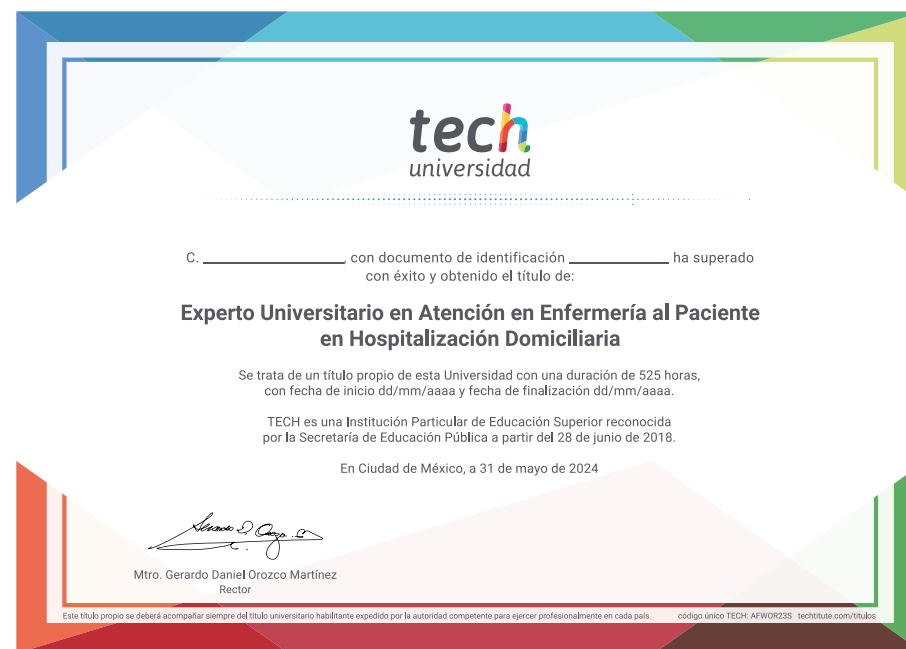 tech
universidad
C. ____________________, con documento de identificación ______________ ha superado
con éxito y obtenido el título de:
Experto Universitario en Atención en Enfermería al Paciente
en Hospitalización Domiciliaria
Se trata de un título propio de esta Universidad con una duración de 525 horas,
con fecha de inicio dd/mm/aaaa y fecha de finalización dd/mm/aaaa.
TECH es una Institución Particular de Educación Superior reconocida
por la Secretaría de Educación Pública a partir del 28 de junio de 2018.
En Ciudad de México, a 31 de mayo de 2024
Mtro. Gerardo Daniel Orozco Martínez
Rector
Este título propio se deberá acompañar siempre del título universitario habilitante expedido por la autoridad competente para ejercer profesionalmente en cada país. código único TECH: AFWOR23S techtitute.com/titulos